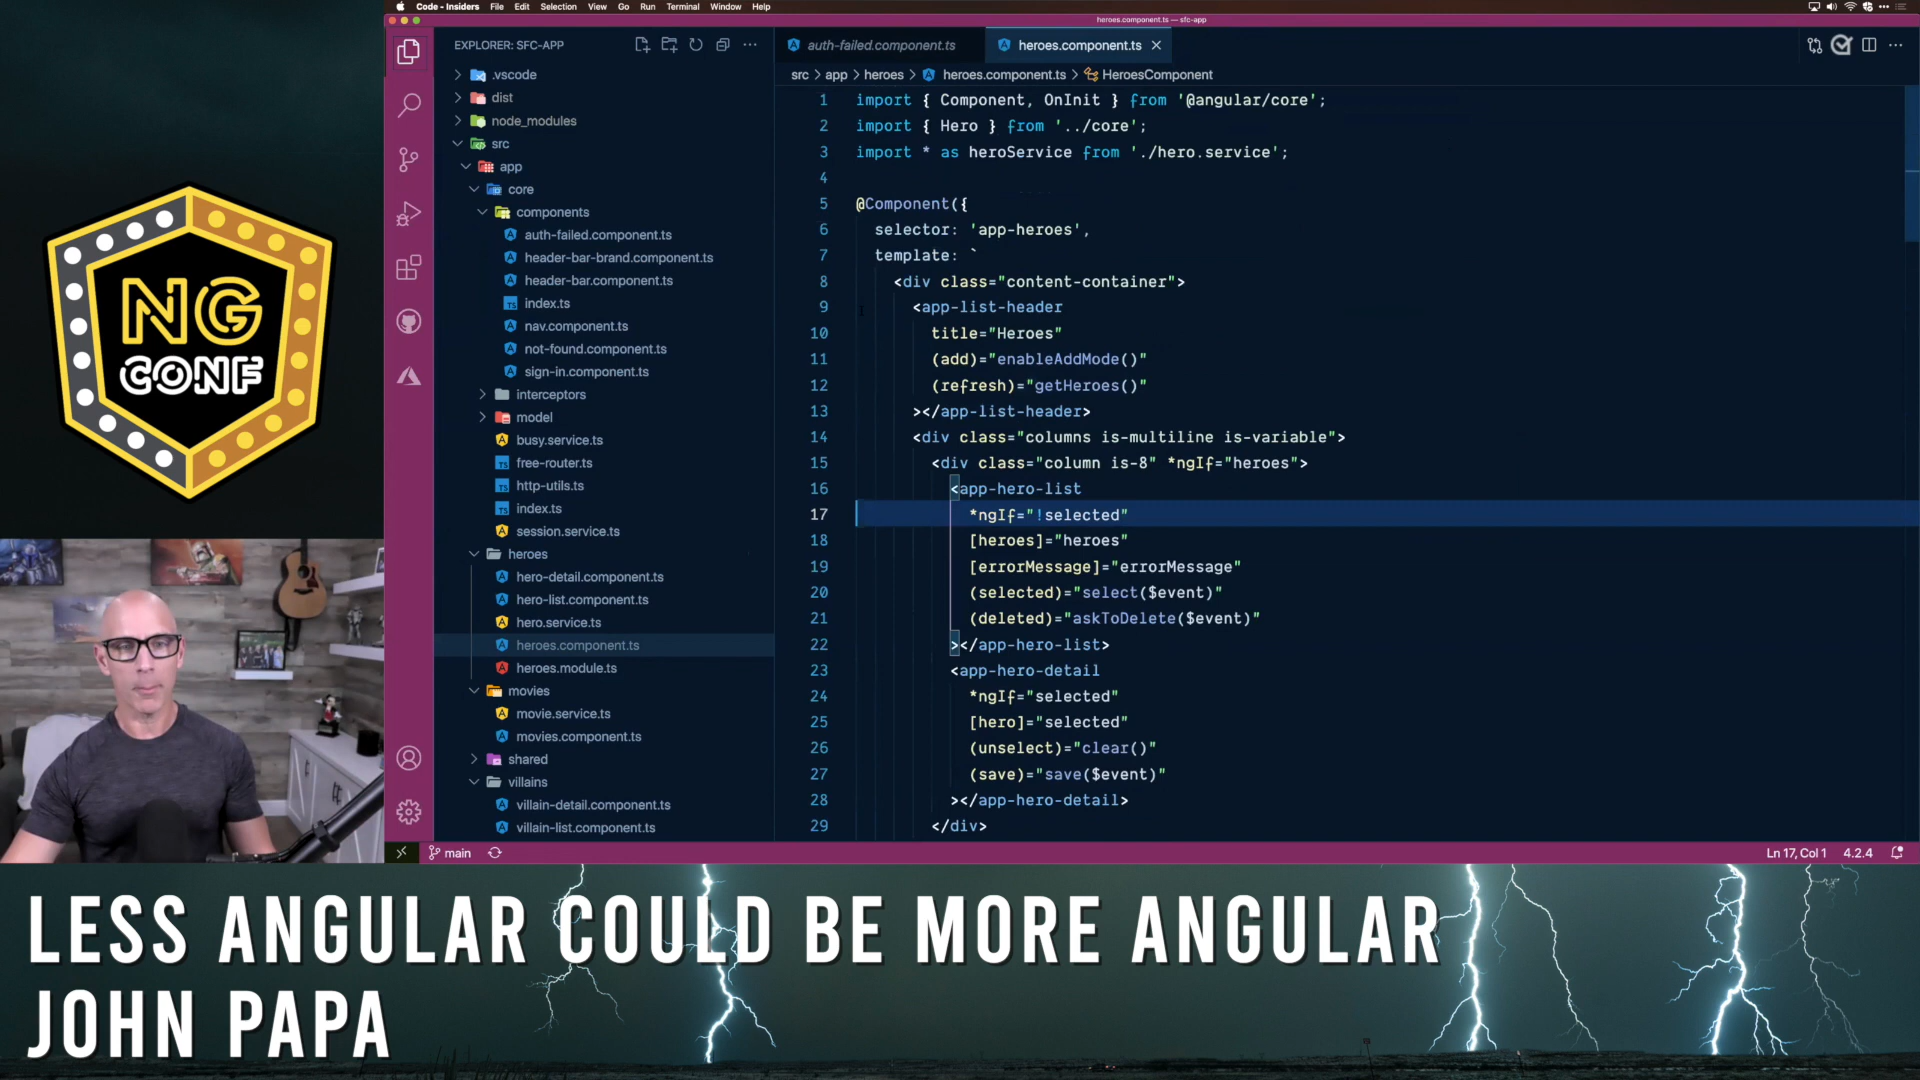 Code - Insiders File Edit Selection View Go Run Terminal Window Help
heroes.component.ts — sfc-app
EXPLORER: SFC-APP
.vscode
dist
node_modules
src
app
core
components
auth-failed.component.ts
header-bar-brand.component.ts
header-bar.component.ts
TS index.ts
nav.component.ts
not-found.component.ts
sign-in.component.ts
interceptors
model
busy.service.ts
TS free-router.ts
TS http-utils.ts
TS index.ts
session.service.ts
heroes
hero-detail.component.ts
hero-list.component.ts
hero.service.ts
heroes.component.ts
heroes.module.ts
movies
movie.service.ts
movies.component.ts
shared
villains
villain-detail.component.ts
villain-list.component.ts
auth-failed.component.ts heroes.component.ts
src > app > heroes > heroes.component.ts > HeroesComponent
1 import { Component, OnInit } from '@angular/core';
2 import { Hero } from '../core';
3 import * as heroService from './hero.service';
4
5 @Component({
6 selector: 'app-heroes',
7 template: `
8 <div class="content-container">
9 <app-list-header
10 title="Heroes"
11 (add)="enableAddMode()"
12 (refresh)="getHeroes()"
13 ></app-list-header>
14 <div class="columns is-multiline is-variable">
15 <div class="column is-8" *ngIf="heroes">
16 <app-hero-list
17 *ngIf="!selected"
18 [heroes]="heroes"
19 [errorMessage]="errorMessage"
20 (selected)="select($event)"
21 (deleted)="askToDelete($event)"
22 ></app-hero-list>
23 <app-hero-detail
24 *ngIf="selected"
25 [hero]="selected"
26 (unselect)="clear()"
27 (save)="save($event)"
28 ></app-hero-detail>
29 </div>
main
Ln 17, Col 1 4.2.4
NG
CONF
LESS ANGULAR COULD BE MORE ANGULAR
JOHN PAPA